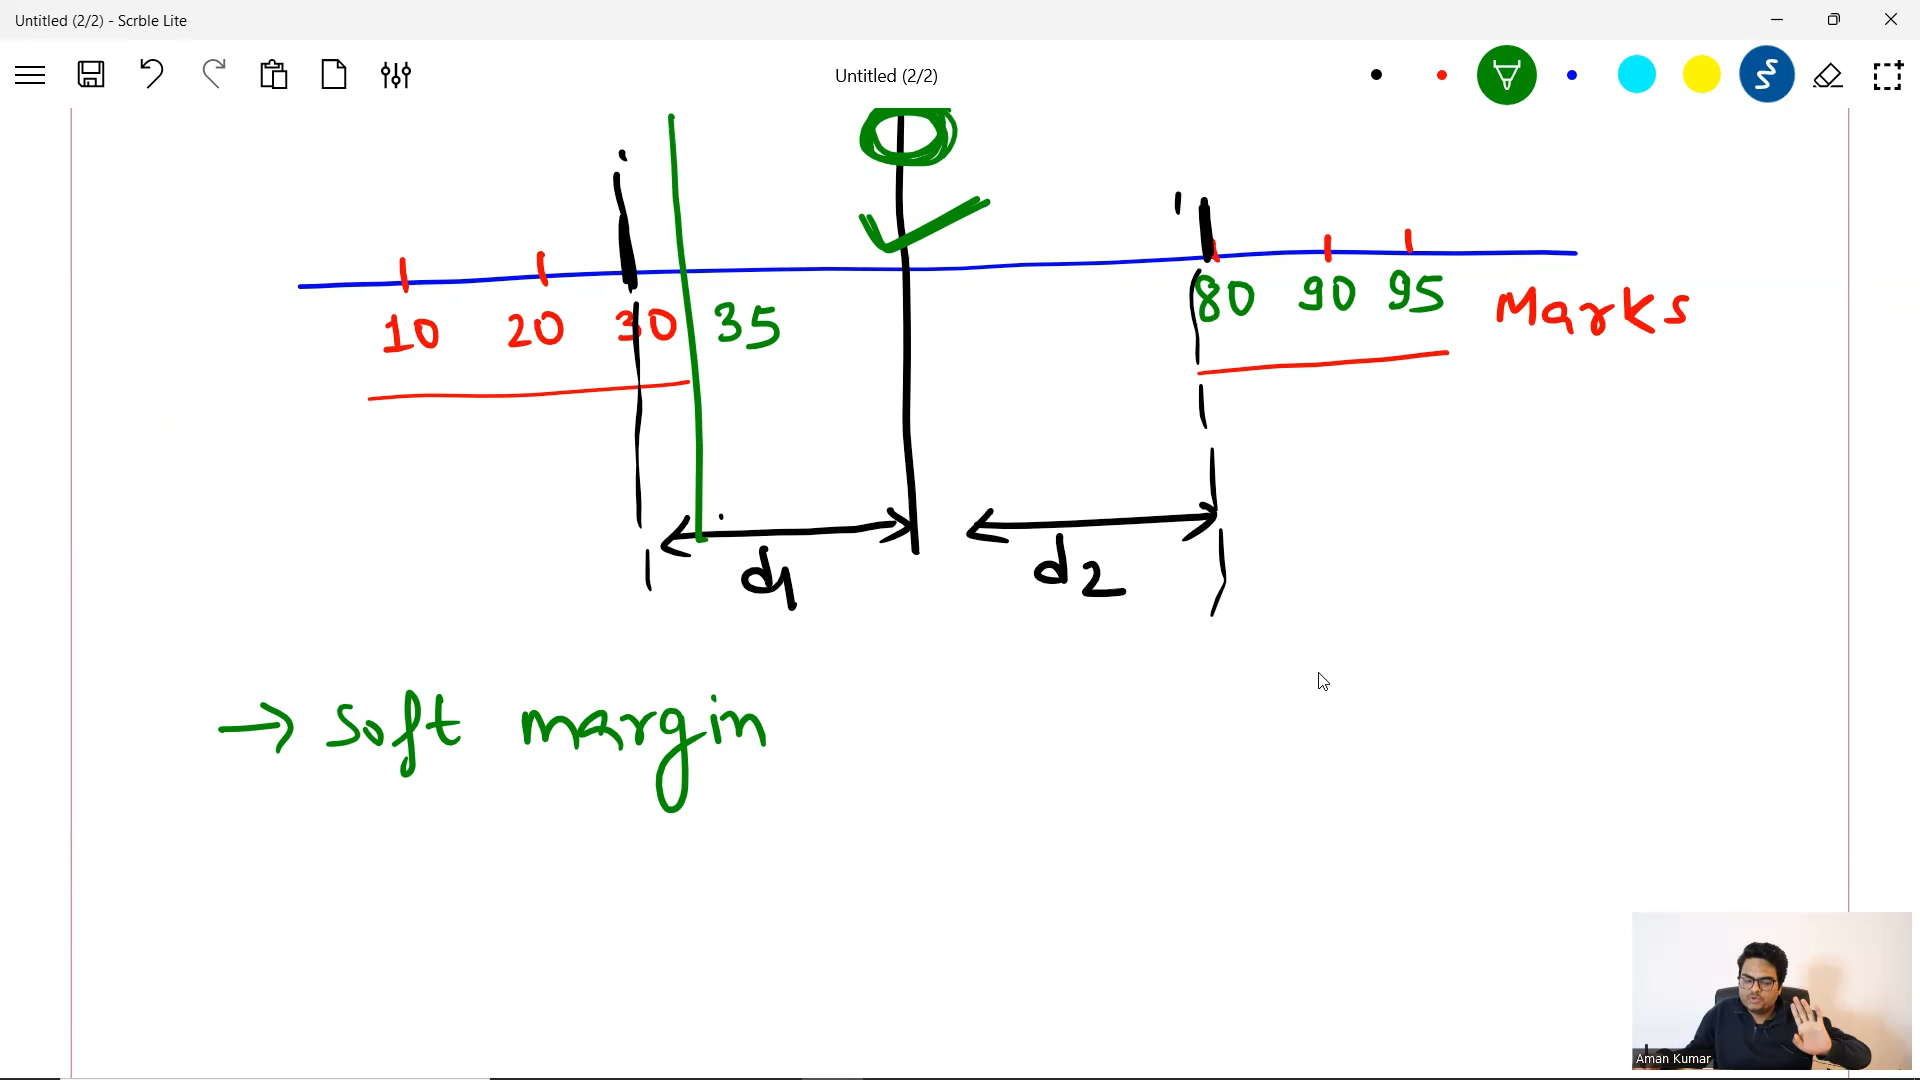 Untitled (2/2) - Scrble Lite
Untitled (2/2)
10 20 30 35 80 90 95 Marks
d1 d2
→ soft margin
Aman Kumar